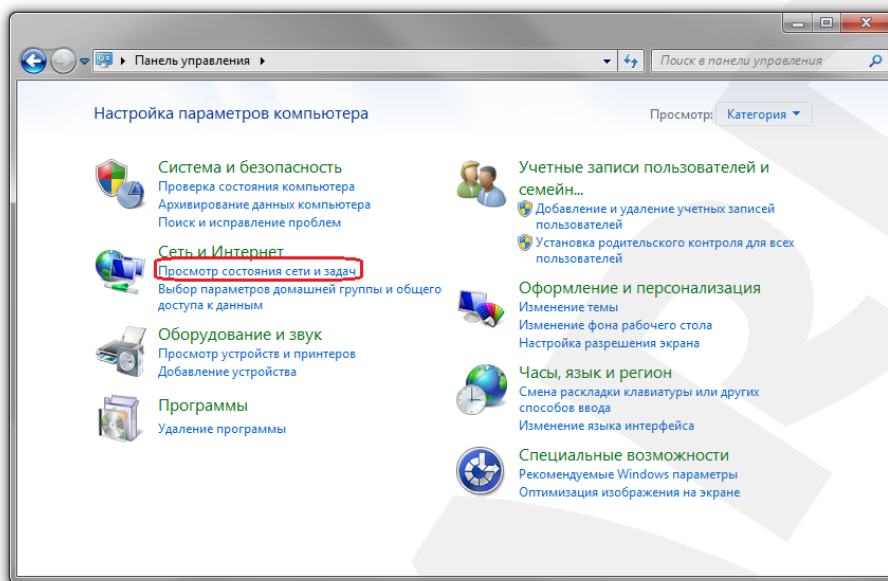 Панель управления
Поиск в панели управления
Настройка параметров компьютера
Просмотр: Категория
Система и безопасность
Проверка состояния компьютера
Архивирование данных компьютера
Поиск и исправление проблем
Сеть и Интернет
Просмотр состояния сети и задач
Выбор параметров домашней группы и общего
доступа к данным
Оборудование и звук
Просмотр устройств и принтеров
Добавление устройства
Программы
Удаление программы
Учетные записи пользователей и
семейн...
Добавление и удаление учетных записей
пользователей
Установка родительского контроля для всех
пользователей
Оформление и персонализация
Изменение темы
Изменение фона рабочего стола
Настройка разрешения экрана
Часы, язык и регион
Смена раскладки клавиатуры или других
способов ввода
Изменение языка интерфейса
Специальные возможности
Рекомендуемые Windows параметры
Оптимизация изображения на экране